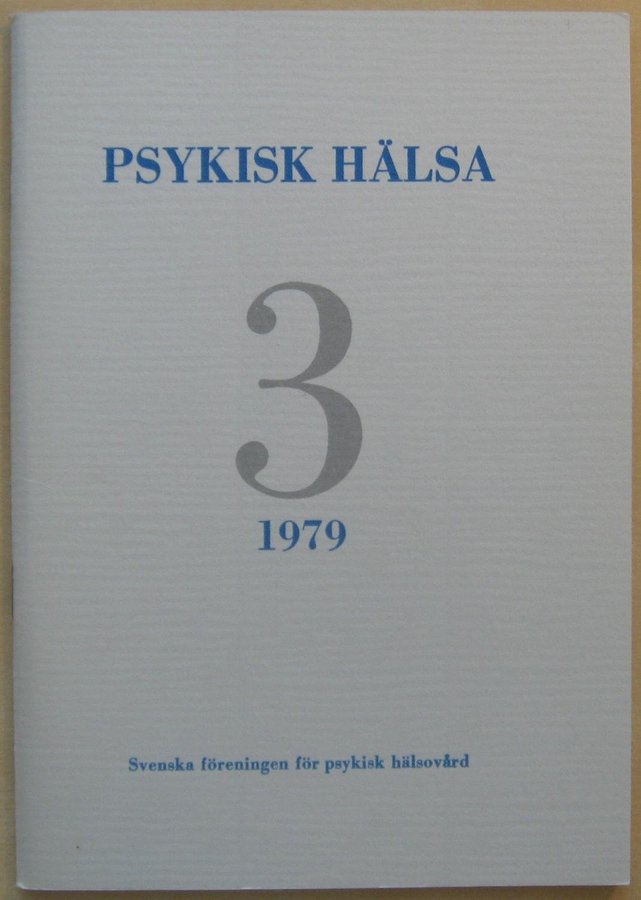 PSYKISK HÄLSA
3
1979
Svenska föreningen för psykisk hälsovård